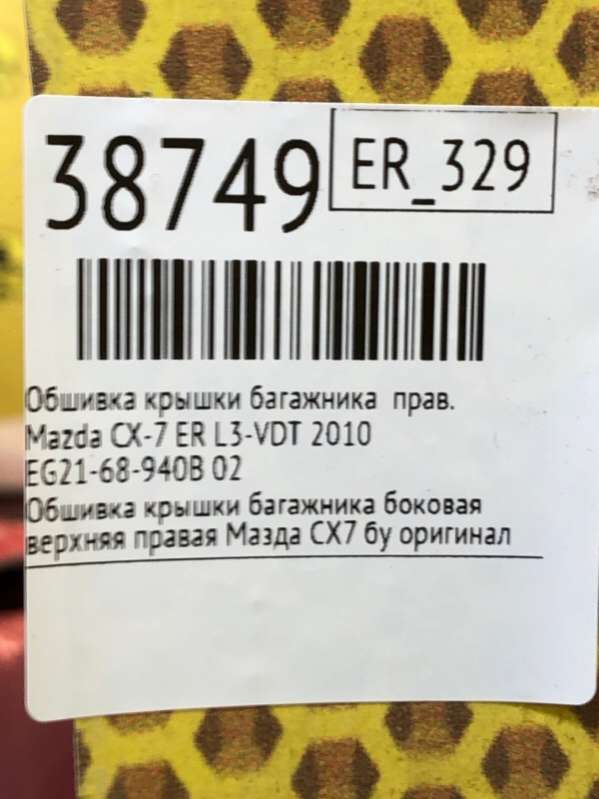 38749
ER_329
Обшивка крышки багажника прав.
Mazda CX-7 ER L3-VDT 2010
EG21-68-940B 02
Обшивка крышки багажника боковая
верхняя правая Мазда СХ7 бу оригинал